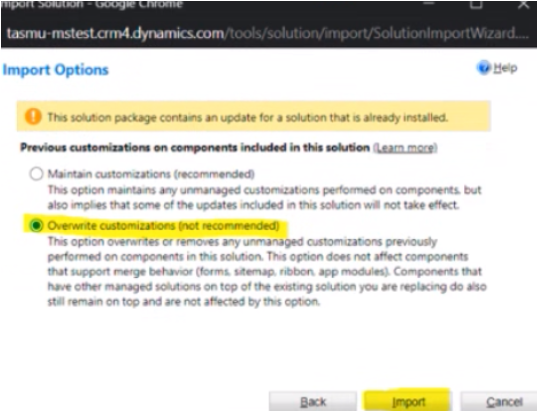 Import Solution - Google Chrome
tasmu-mstest.crm4.dynamics.com/tools/solution/import/SolutionImportWizard....
Import Options
Help
This solution package contains an update for a solution that is already installed.
Previous customizations on components included in this solution (Learn more)
Maintain customizations (recommended)
This option maintains any unmanaged customizations performed on components, but
also implies that some of the updates included in this solution will not take effect.
Overwrite customizations (not recommended)
This option overwrites or removes any unmanaged customizations previously
performed on components in this solution. This option does not affect components
that support merge behavior (forms, sitemap, ribbon, app modules). Components that
have other managed solutions on top of the existing solution you are replacing do also
still remain on top and are not affected by this option.
Back Import Cancel